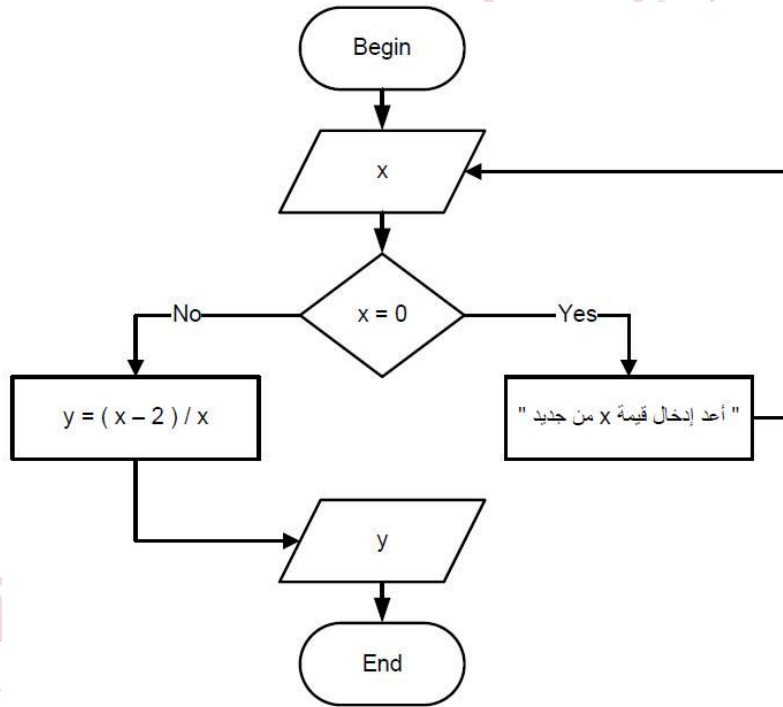 Begin
x
x = 0
No
Yes
y = ( x – 2 ) / x
" أعد إدخال قيمة x من جديد "
y
End